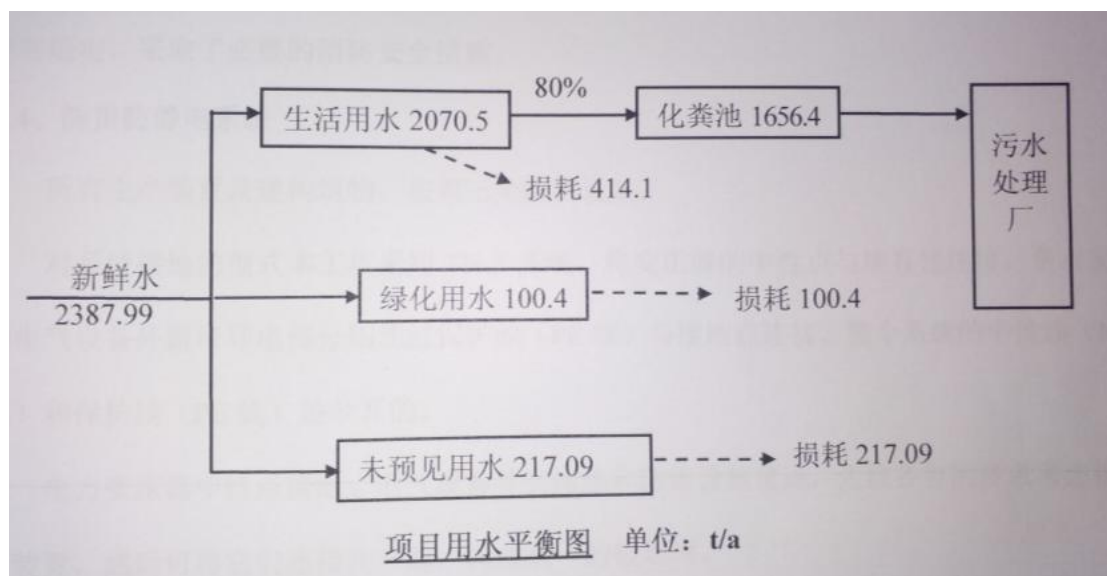 80%
生活用水 2070.5
化粪池 1656.4
污水
处理
厂
损耗 414.1
新鲜水
2387.99
绿化用水 100.4
损耗 100.4
未预见用水 217.09
损耗 217.09
项目用水平衡图 单位：t/a